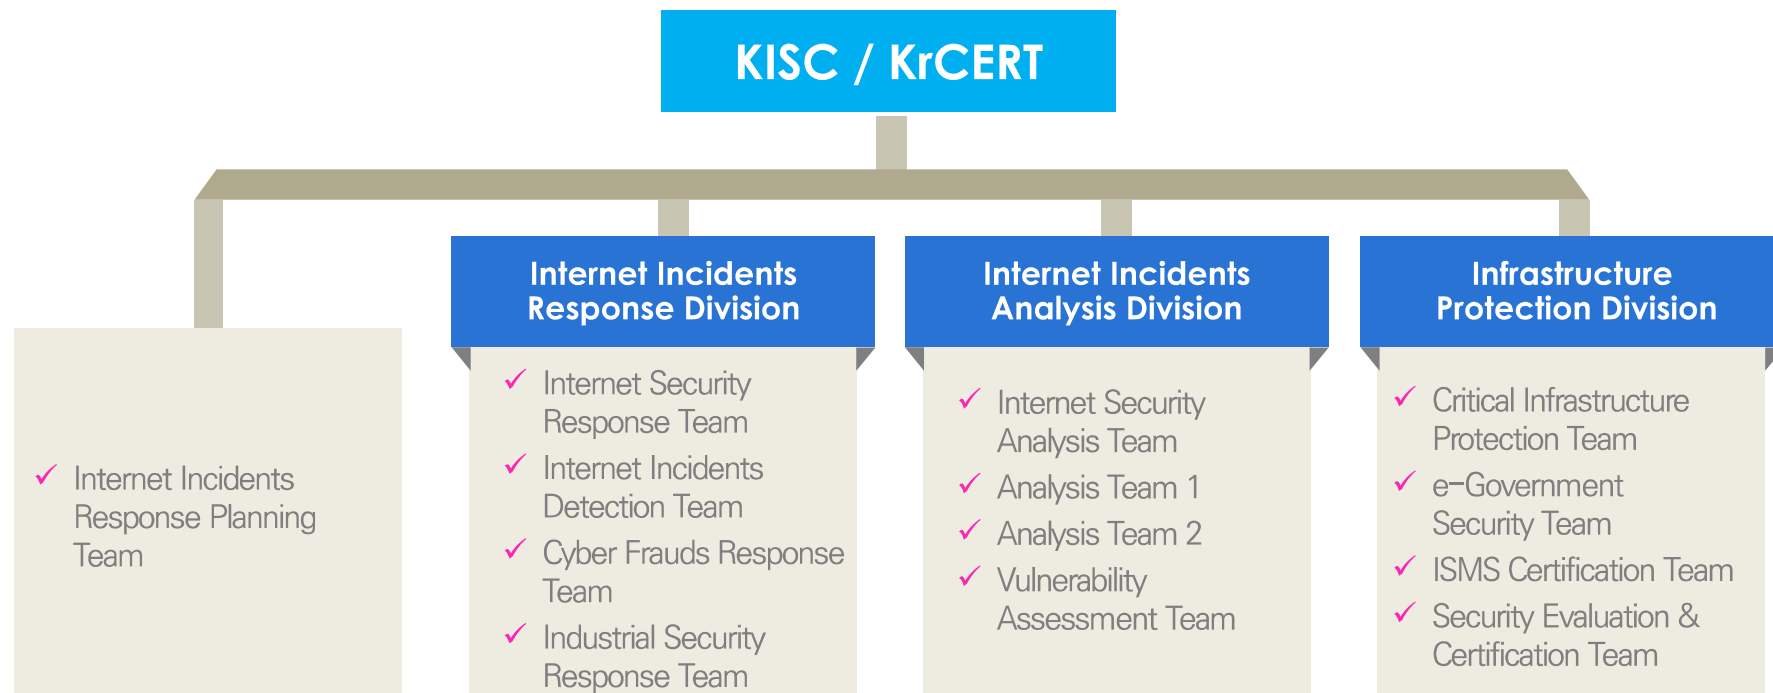 KISC / KrCERT
Internet Incidents
Response Planning
Team
Internet Incidents
Response Division
Internet Security
Response Team
Internet Incidents
Detection Team
Cyber Frauds Response
Team
Industrial Security
Response Team
Internet Incidents
Analysis Division
Internet Security
Analysis Team
Analysis Team 1
Analysis Team 2
Vulnerability
Assessment Team
Infrastructure
Protection Division
Critical Infrastructure
Protection Team
e-Government
Security Team
ISMS Certification Team
Security Evaluation &
Certification Team